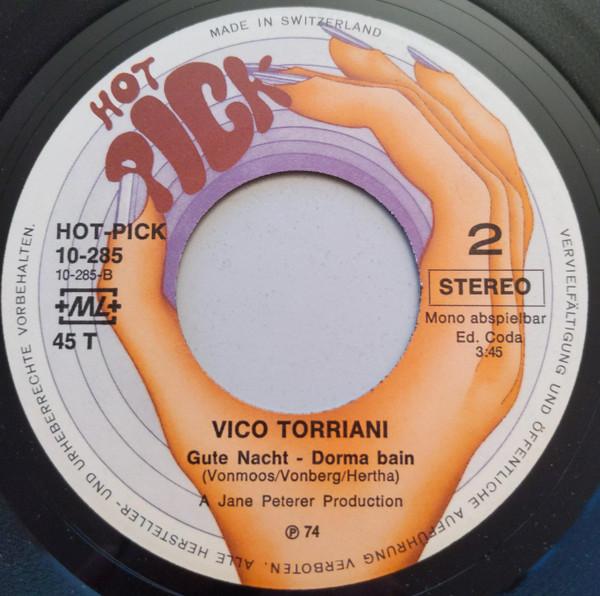 MADE IN SWITZERLAND
HOT
PICK
HOT-PICK
10-285
10-285-B
+ML+
45 T
2
STEREO
Mono abspielbar
Ed. Coda
3:45
VICO TORRIANI
Gute Nacht - Dorma bain
(Vonmoos/Vonberg/Hertha)
A Jane Peterer Production
℗ 74
ALLE HERSTELLER- UND URHEBERRECHTE VORBEHALTEN.
VERVIELFÄLTIGUNG UND ÖFFENTLICHE AUFFÜHRUNG VERBOTEN.